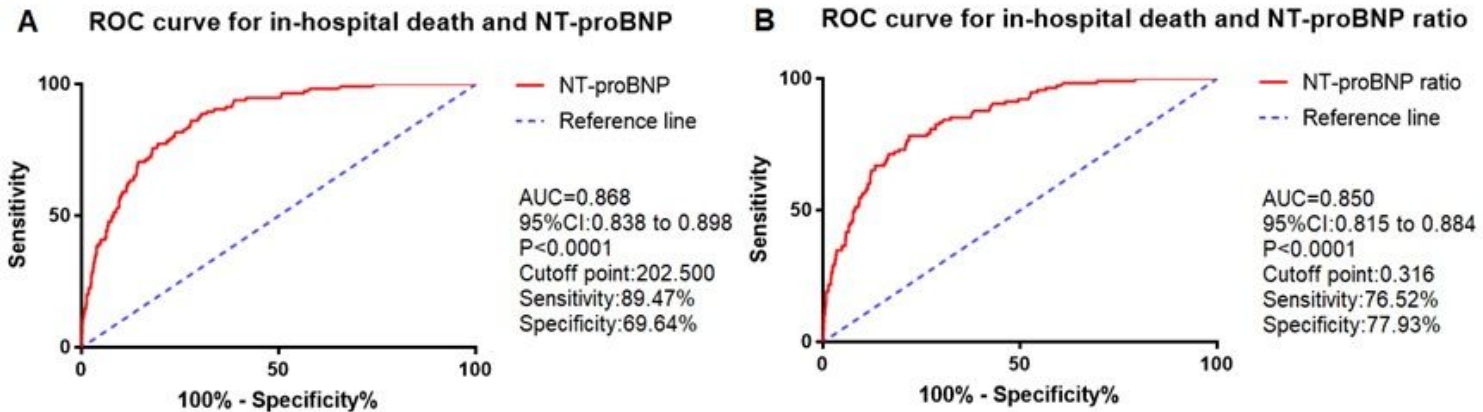 A ROC curve for in-hospital death and NT-proBNP
100
50
0
0 50 100
Sensitivity
100% - Specificity%
NT-proBNP
Reference line
AUC=0.868
95%CI:0.838 to 0.898
P<0.0001
Cutoff point:202.500
Sensitivity:89.47%
Specificity:69.64%
B ROC curve for in-hospital death and NT-proBNP ratio
100
50
0
0 50 100
Sensitivity
100% - Specificity%
NT-proBNP ratio
Reference line
AUC=0.850
95%CI:0.815 to 0.884
P<0.0001
Cutoff point:0.316
Sensitivity:76.52%
Specificity:77.93%